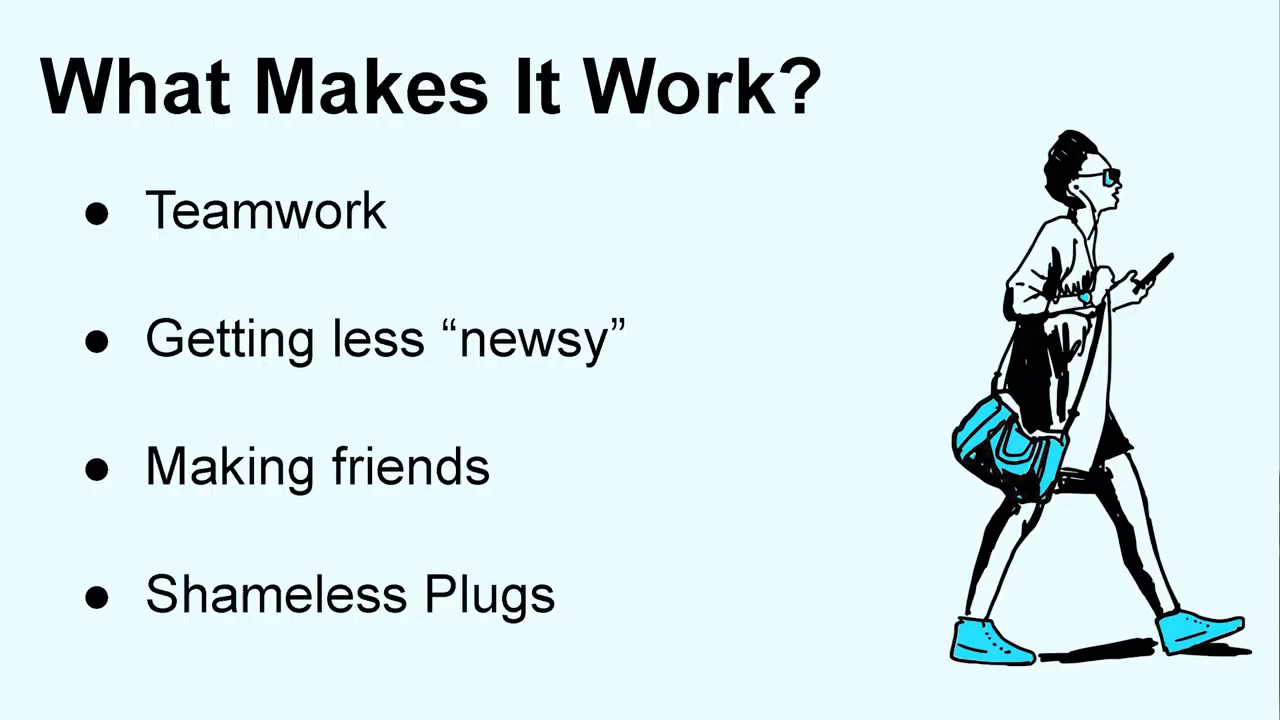 What Makes It Work?
● Teamwork
● Getting less “newsy”
● Making friends
● Shameless Plugs